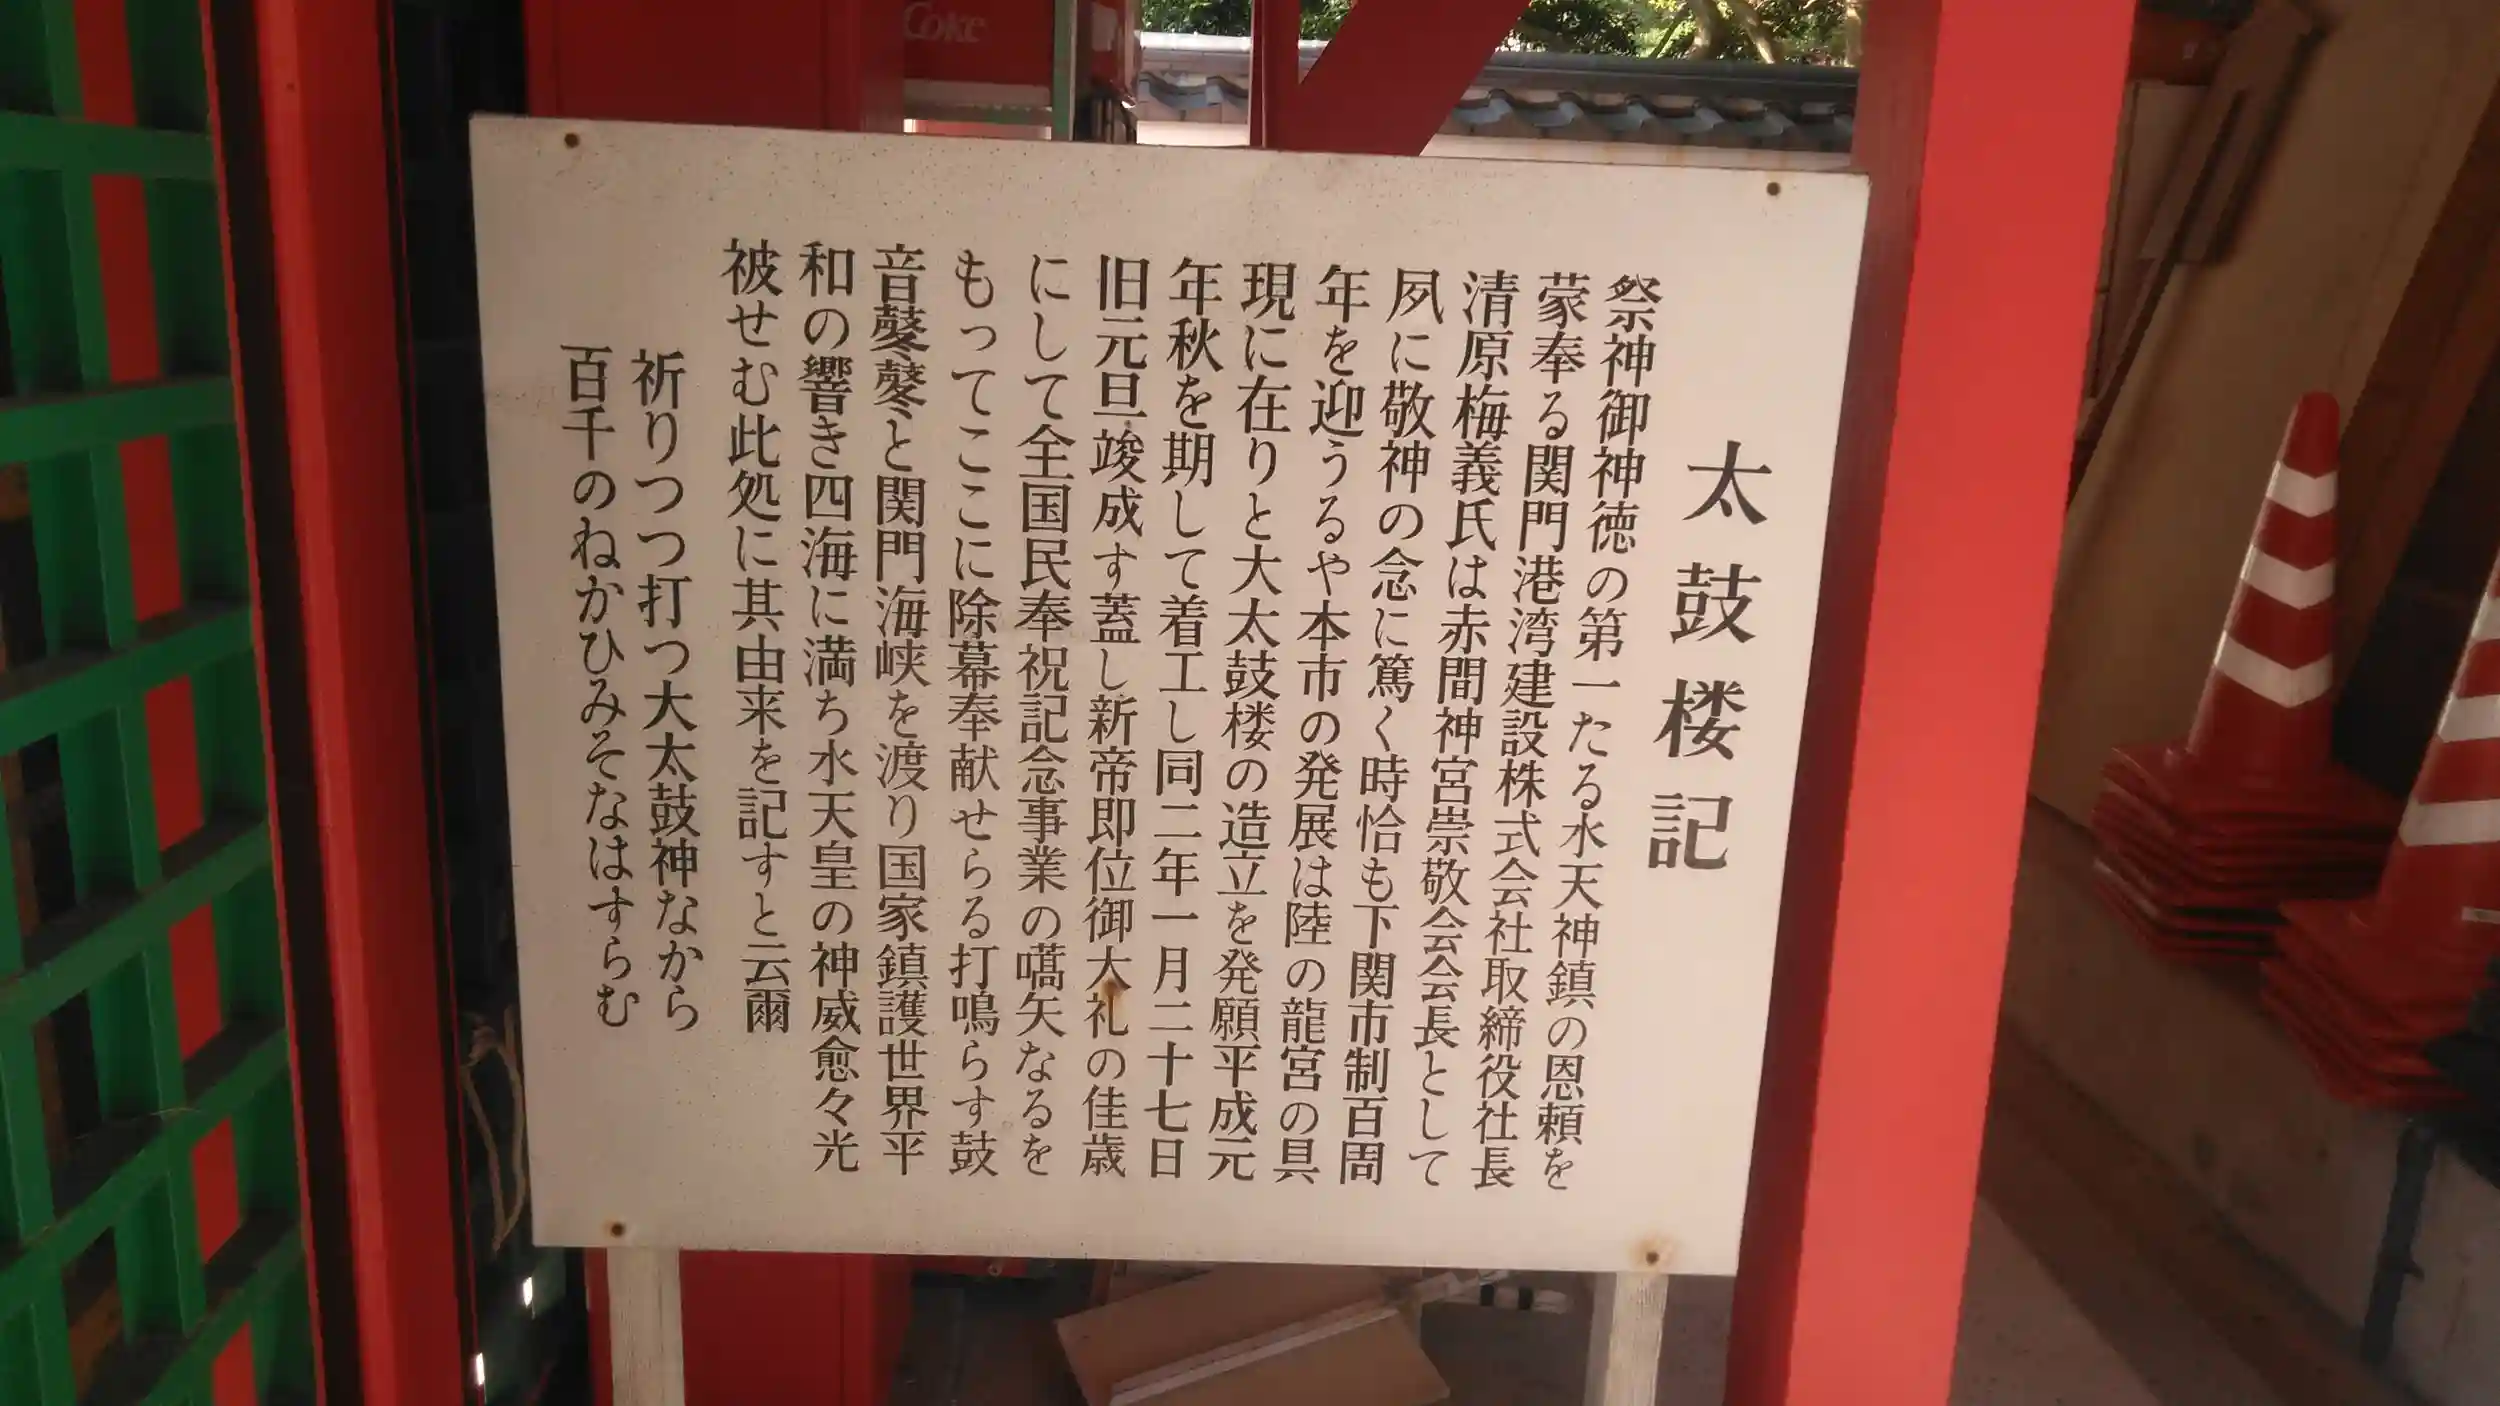 太鼓楼記
祭神御神徳の第一たる水天神鎮の恩頼を
蒙奉る関門港湾建設株式会社取締役社長
清原梅義氏は赤間神宮崇敬会会長として
夙に敬神の念に篤く時恰も下関市制百周
年を迎うるや本市の発展は陸の龍宮の具
現に在りと大太鼓楼の造立を発願平成元
年秋を期して着工し同二年一月二十七日
旧元旦竣成す蓋し新帝即位御大礼の佳歳
にして全国民奉祝記念事業の嚆矢なるを
もってここに除幕奉献せらる打鳴らす鼓
音鼕鼕と関門海峡を渡り国家鎮護世界平
和の響き四海に満ち水天皇の神威愈々光
被せむ此処に其由来を記すと云爾
祈りつつ打つ大太鼓神なから
百千のねかひみそなはすらむ
Coke